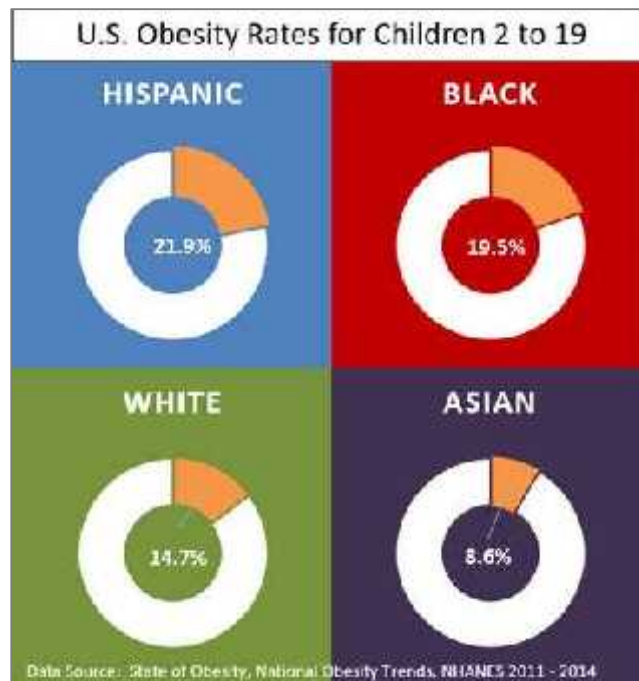 U.S. Obesity Rates for Children 2 to 19
HISPANIC
BLACK
21.9%
19.5%
WHITE
ASIAN
14.7%
8.6%
Data Source: State of Obesity, National Obesity Trends, NHANES 2011 - 2014